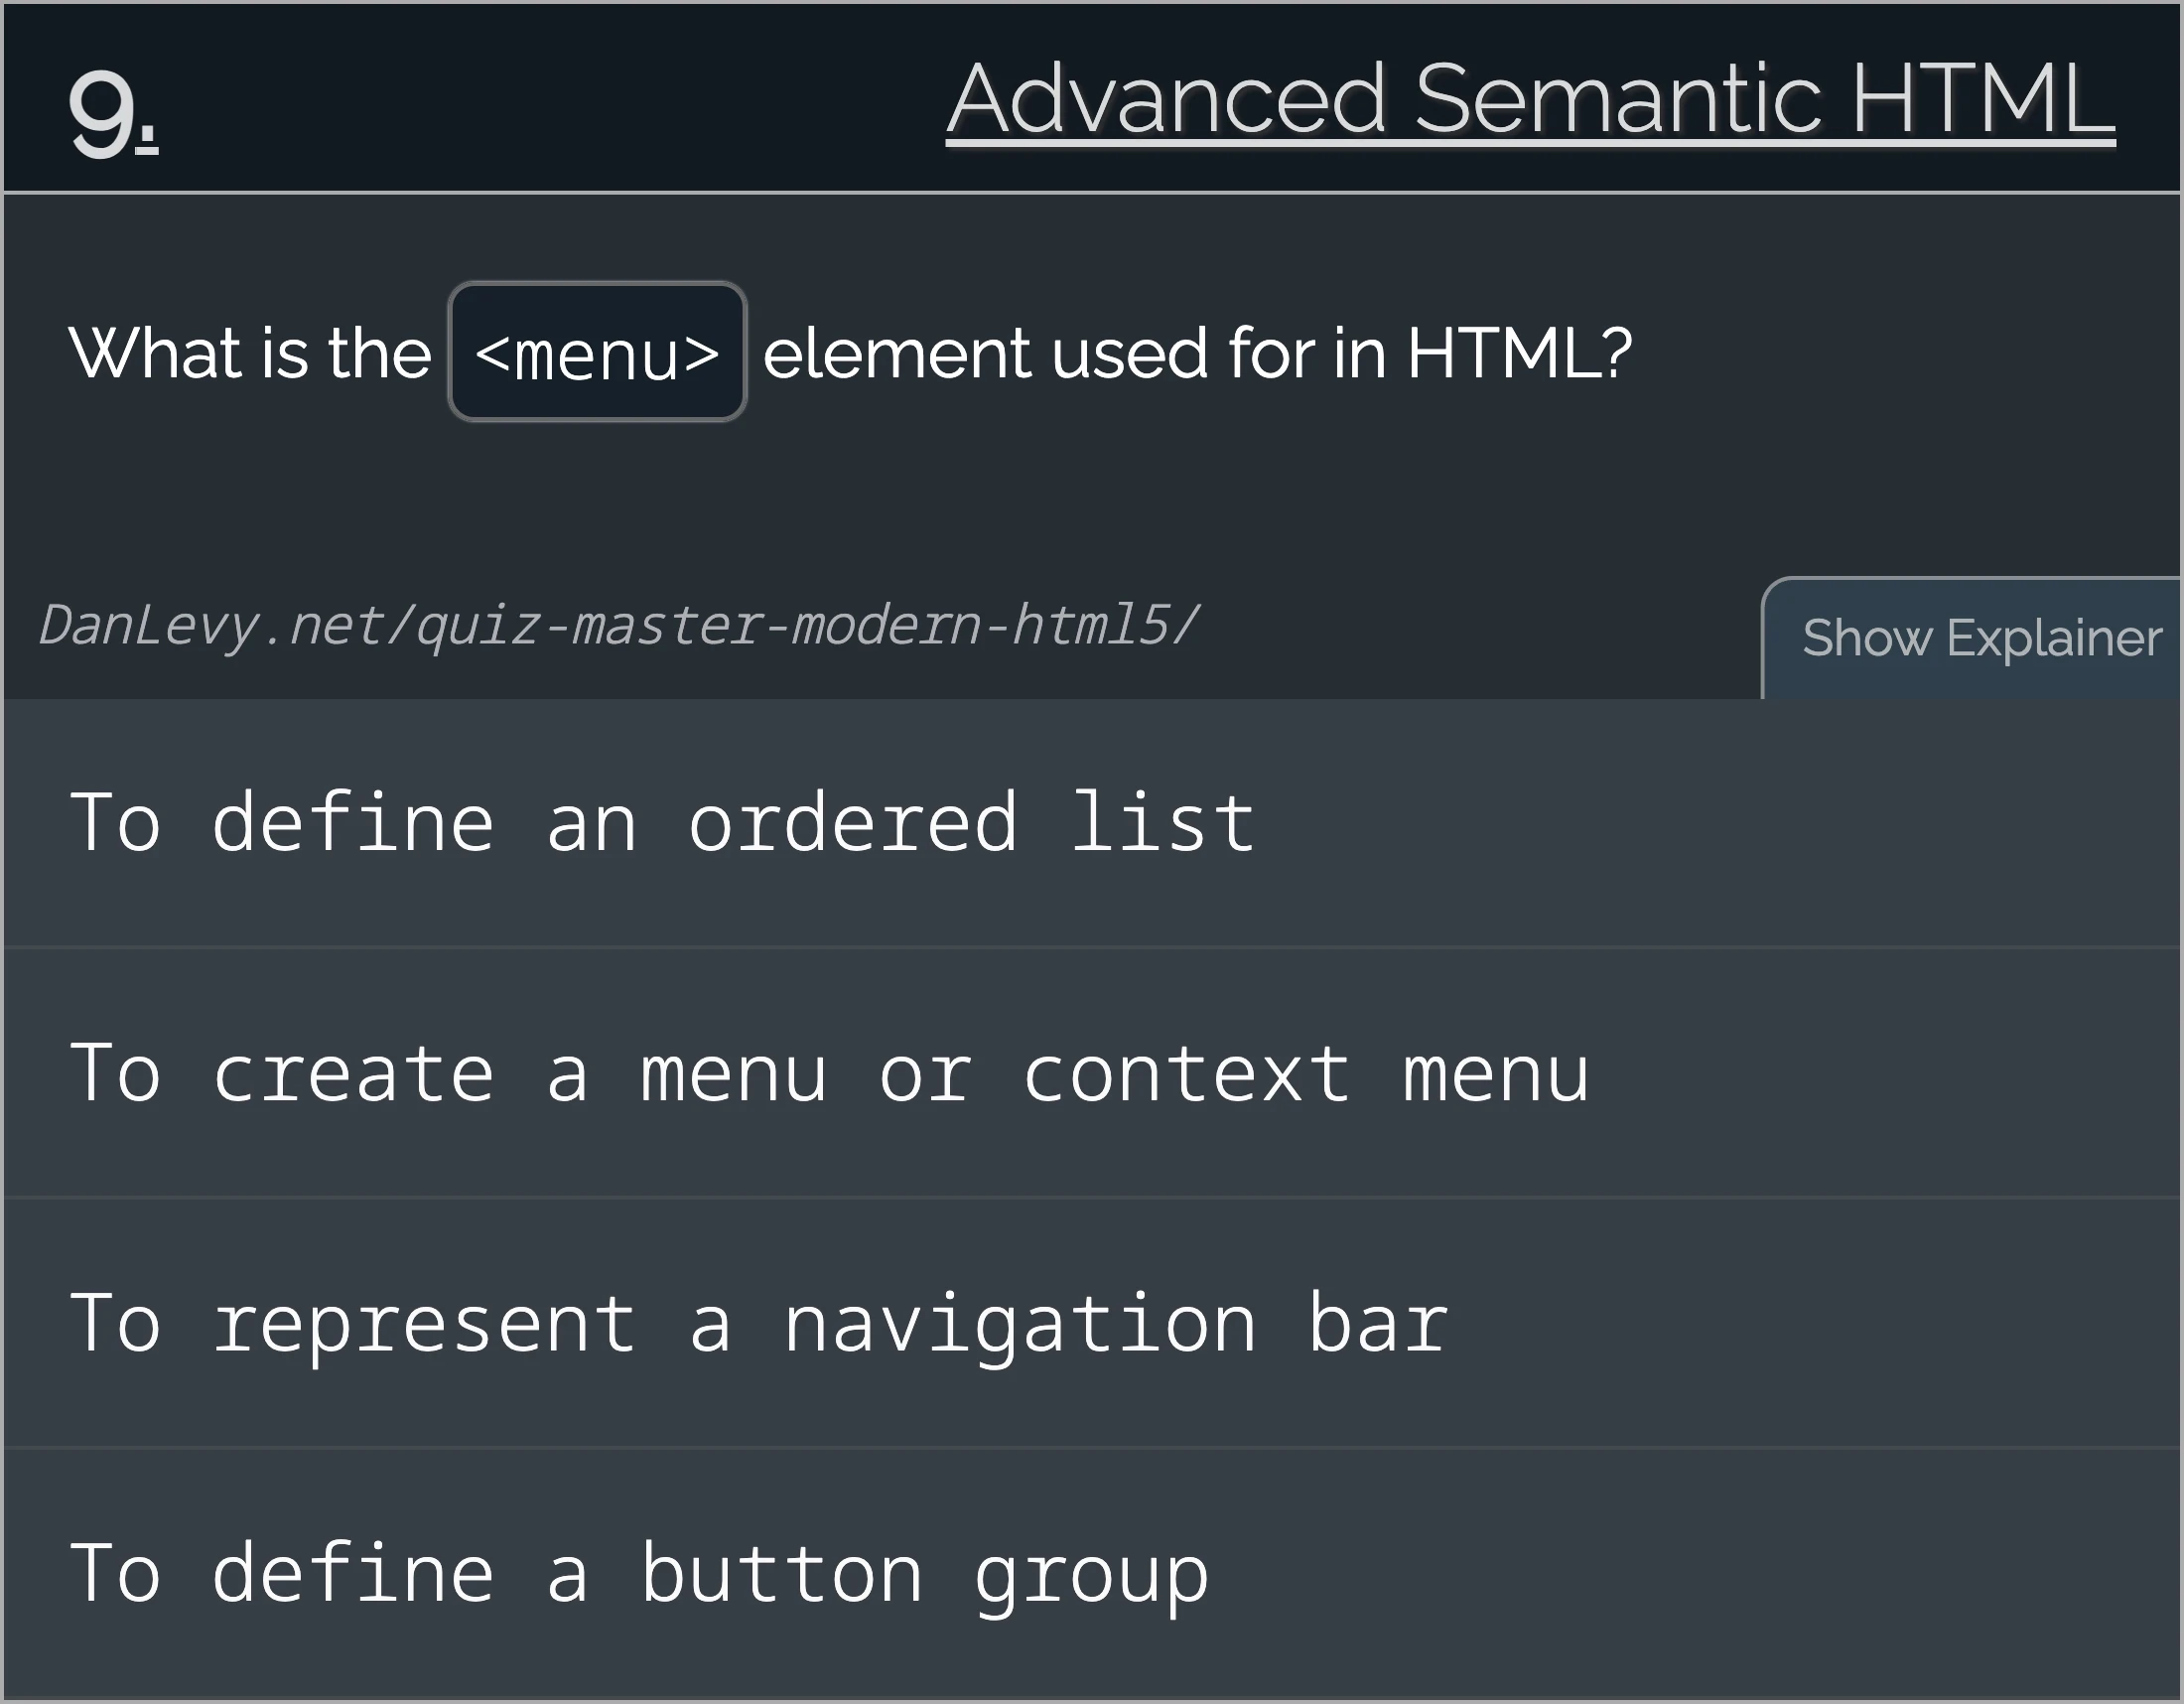 9.
Advanced Semantic HTML
What is the <menu> element used for in HTML?
DanLevy.net/quiz-master-modern-html5/
Show Explainer
To define an ordered list
To create a menu or context menu
To represent a navigation bar
To define a button group